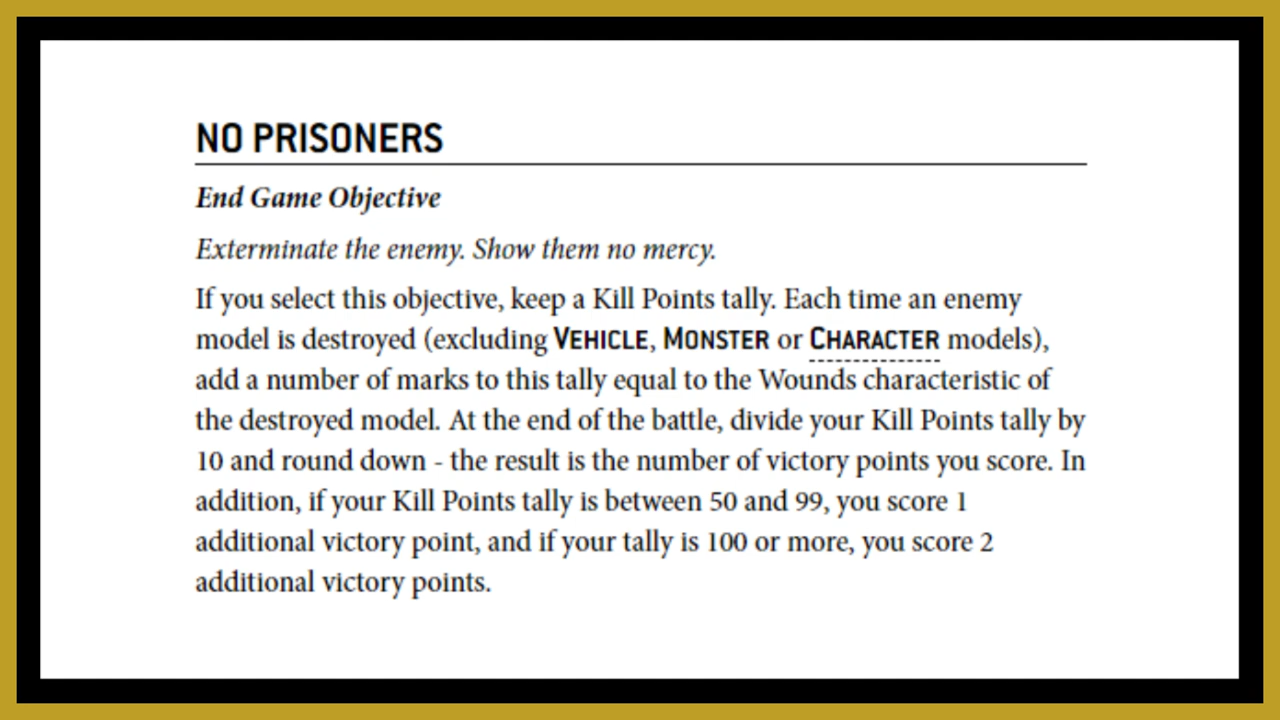 NO PRISONERS
End Game Objective
Exterminate the enemy. Show them no mercy.
If you select this objective, keep a Kill Points tally. Each time an enemy
model is destroyed (excluding VEHICLE, MONSTER or CHARACTER models),
add a number of marks to this tally equal to the Wounds characteristic of
the destroyed model. At the end of the battle, divide your Kill Points tally by
10 and round down - the result is the number of victory points you score. In
addition, if your Kill Points tally is between 50 and 99, you score 1
additional victory point, and if your tally is 100 or more, you score 2
additional victory points.